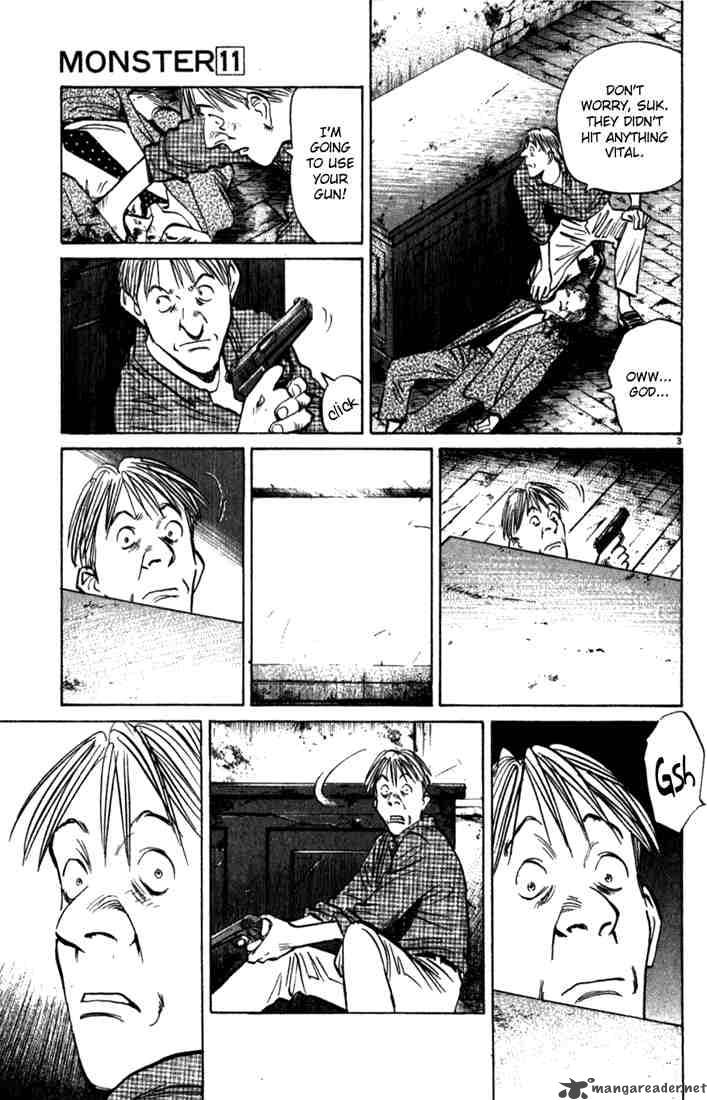 MONSTER 11
DON'T
WORRY, SUK.
THEY DIDN'T
HIT ANYTHING
VITAL.
OWW...
GOD...
3
I'M
GOING
TO USE
YOUR
GUN!
click
GSh
mangareader.net